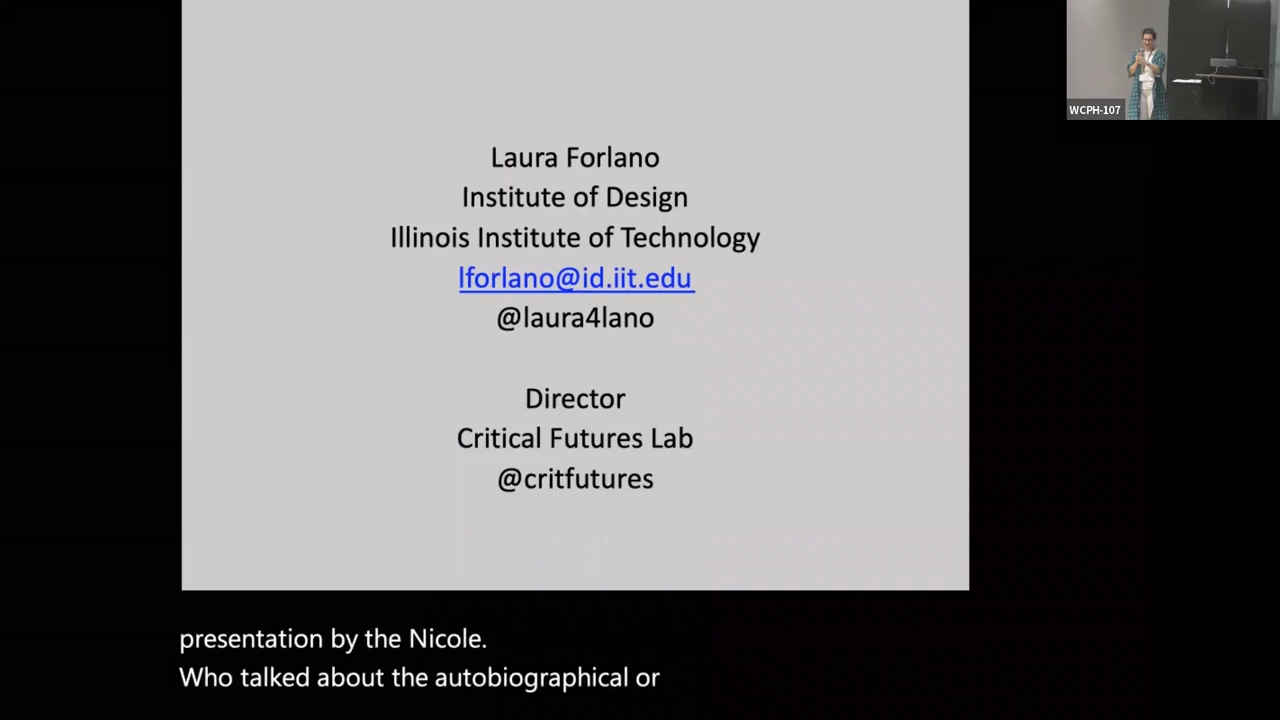 Laura Forlano
Institute of Design
Illinois Institute of Technology
lforlano@id.iit.edu
@laura4lano
Director
Critical Futures Lab
@critfutures
WCPH-107
presentation by the Nicole.
Who talked about the autobiographical or